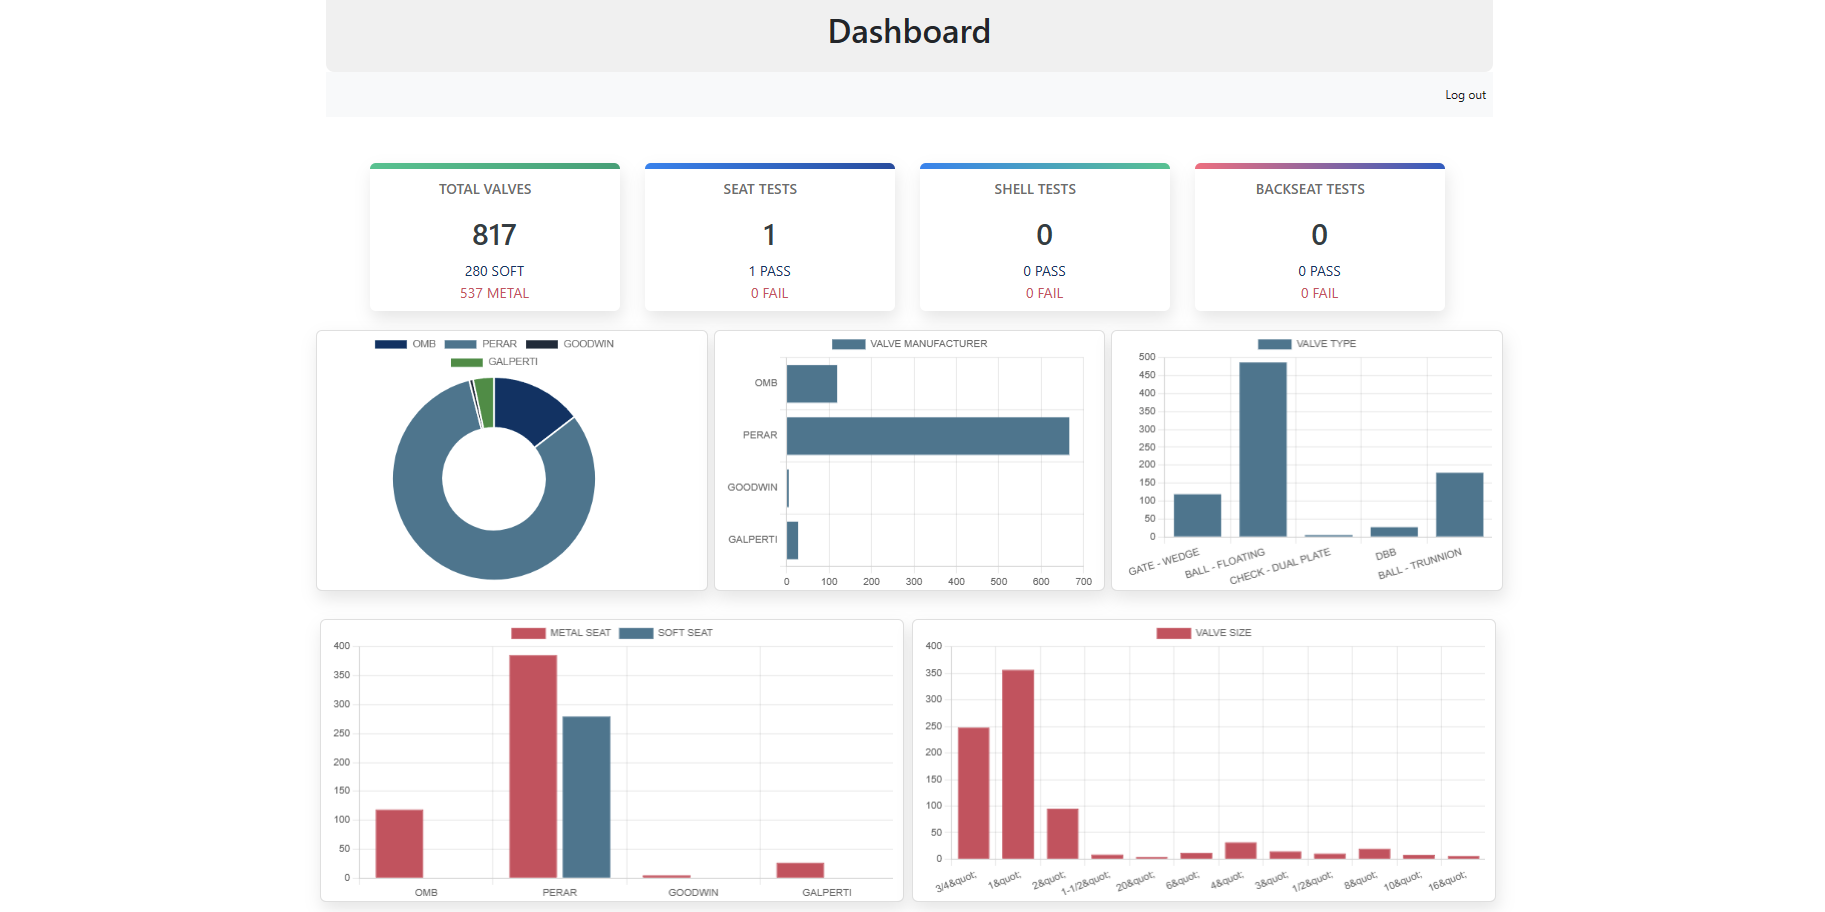 Dashboard
Log out
TOTAL VALVES
817
280 SOFT
537 METAL
SEAT TESTS
1
1 PASS
0 FAIL
SHELL TESTS
0
0 PASS
0 FAIL
BACKSEAT TESTS
0
0 PASS
0 FAIL
OMB PERAR GOODWIN
GALPERTI
VALVE MANUFACTURER
OMB
PERAR
GOODWIN
GALPERTI
0 100 200 300 400 500 600 700
VALVE TYPE
500
450
400
350
300
250
200
150
100
50
0
GATE - WEDGE
BALL - FLOATING
CHECK - DUAL PLATE
DBB
BALL - TRUNNION
METAL SEAT SOFT SEAT
400
350
300
250
200
150
100
50
0
OMB PERAR GOODWIN GALPERTI
VALVE SIZE
400
350
300
250
200
150
100
50
0
3/4&quot;
1&quot;
2&quot;
1-1/2&quot;
20&quot;
6&quot;
4&quot;
3&quot;
1/2&quot;
8&quot;
10&quot;
16&quot;